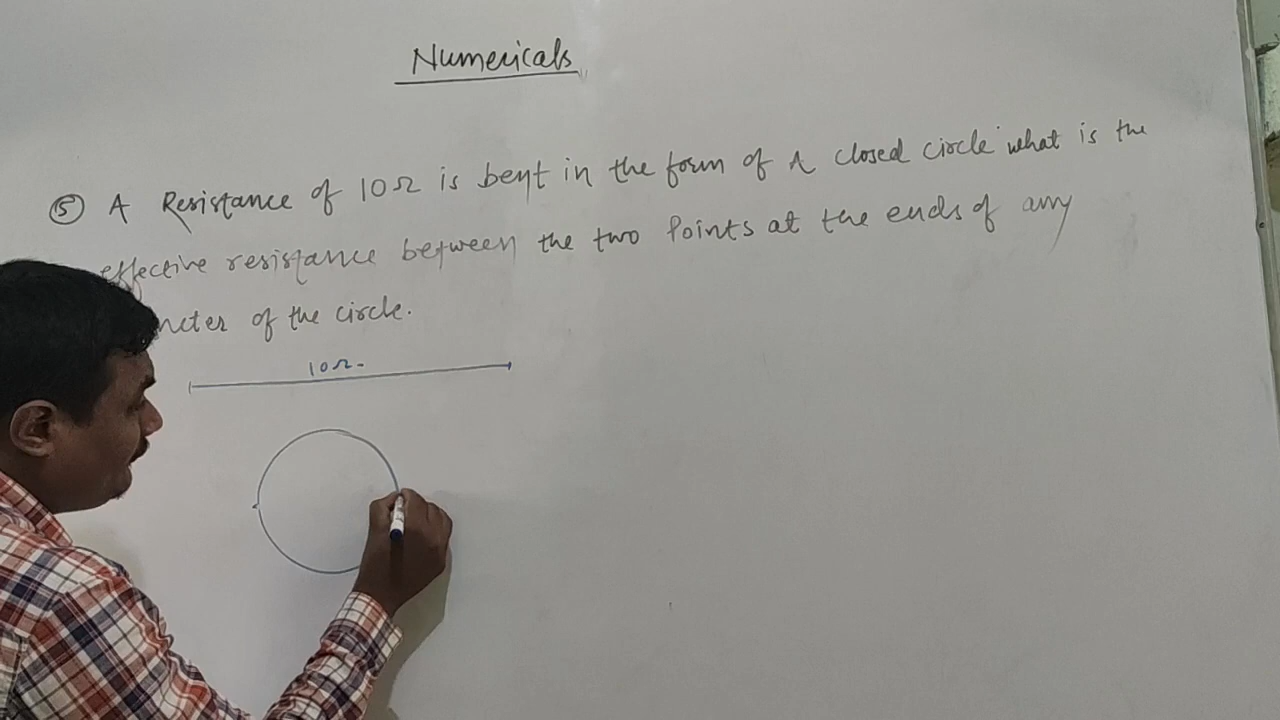 Numericals
⑤ A Resistance of 10Ω is bent in the form of A closed circle what is the
effective resistance between the two Points at the ends of any
of the circle.
10Ω.